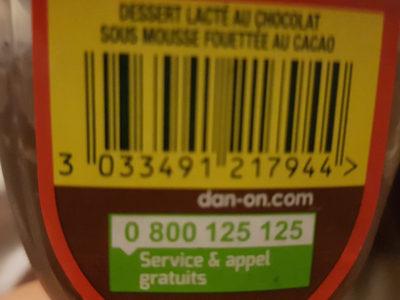 DESSERT LACTÉ AU CHOCOLAT
SOUS MOUSSE FOUETTÉE AU CACAO
3 033491 217944 >
dan-on.com
0 800 125 125
Service & appel
gratuits